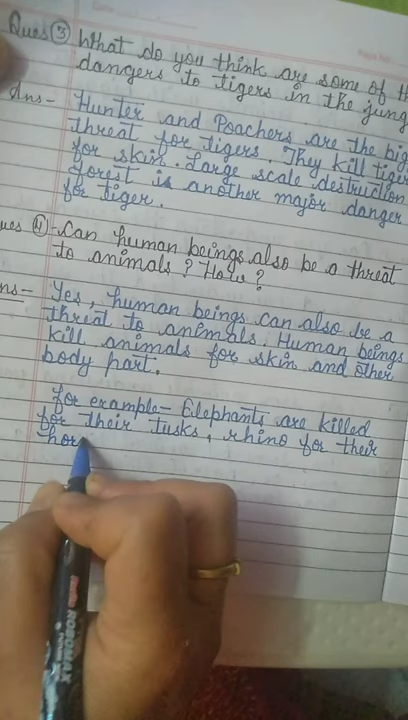 Ques ③ What do you think are some of th
dangers to tigers in the jung
Ans- Hunter and Poachers are the big
threat for tigers. They kill tiger
for skin. Large scale destruction
forest is another major danger
for tiger.
ues ④ - Can human beings also be a threat
to animals? How?
ns- Yes, human beings can also be a
threat to animals. Human beings
kill animals for skin and other
body part.
for example- Elephants are killed
for their tusks, rhino for their
hor